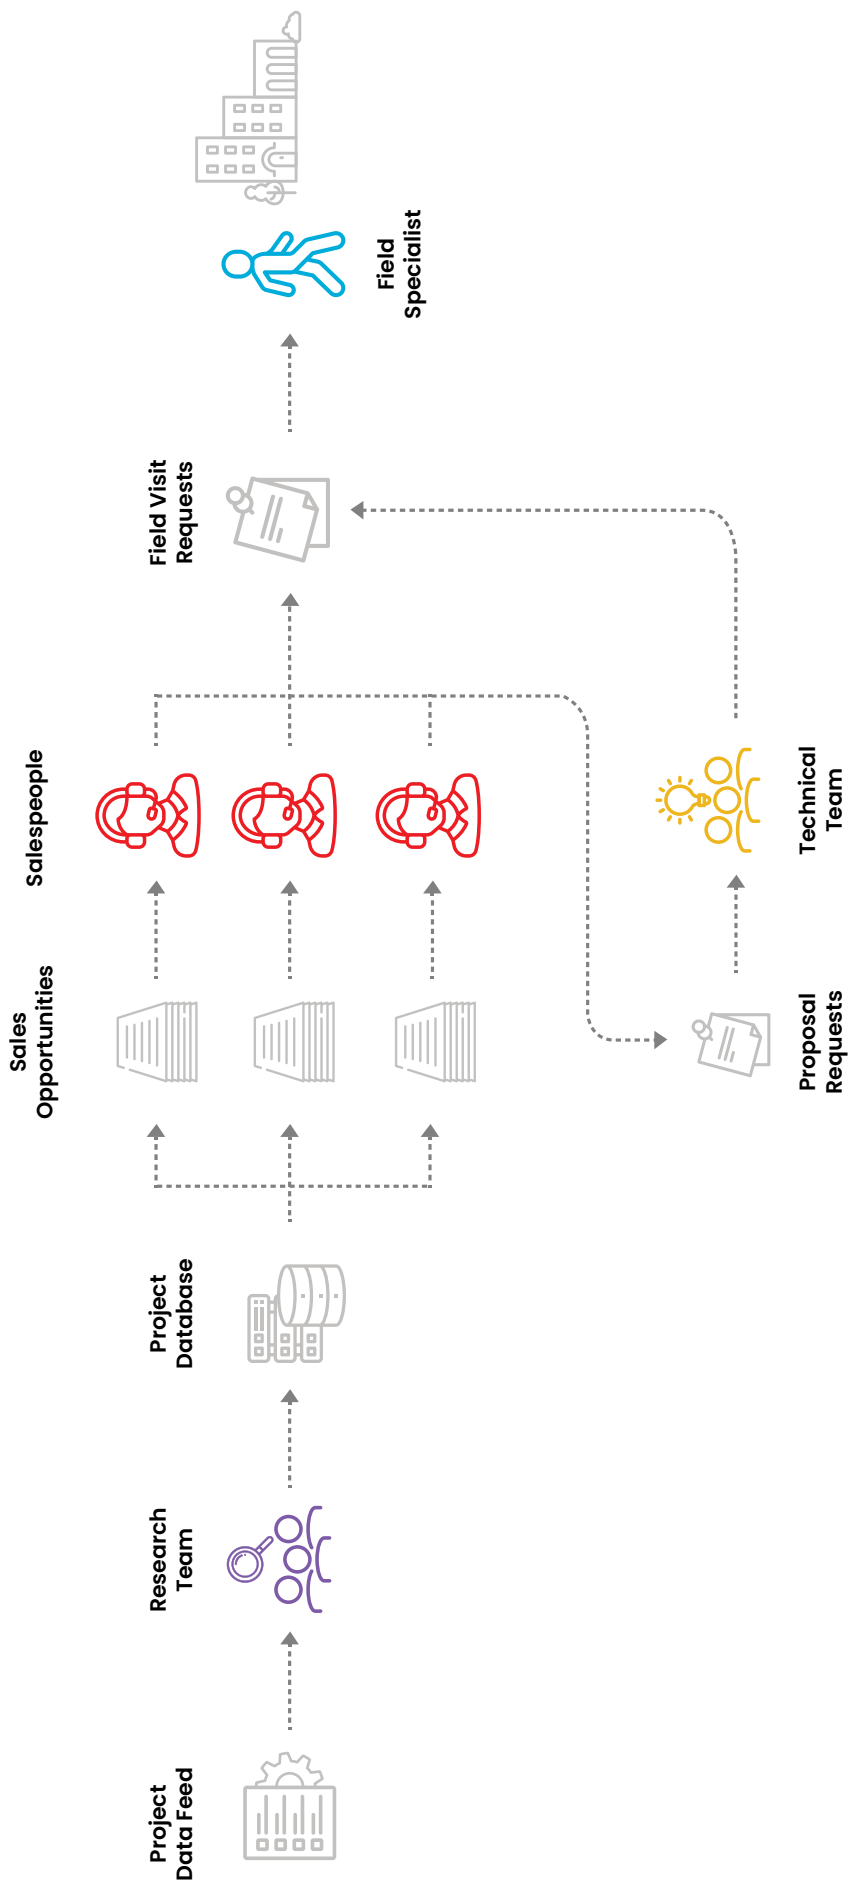 Project
Data Feed
Research
Team
Project
Database
Sales
Opportunities
Salespeople
Field Visit
Requests
Field
Specialist
Proposal
Requests
Technical
Team